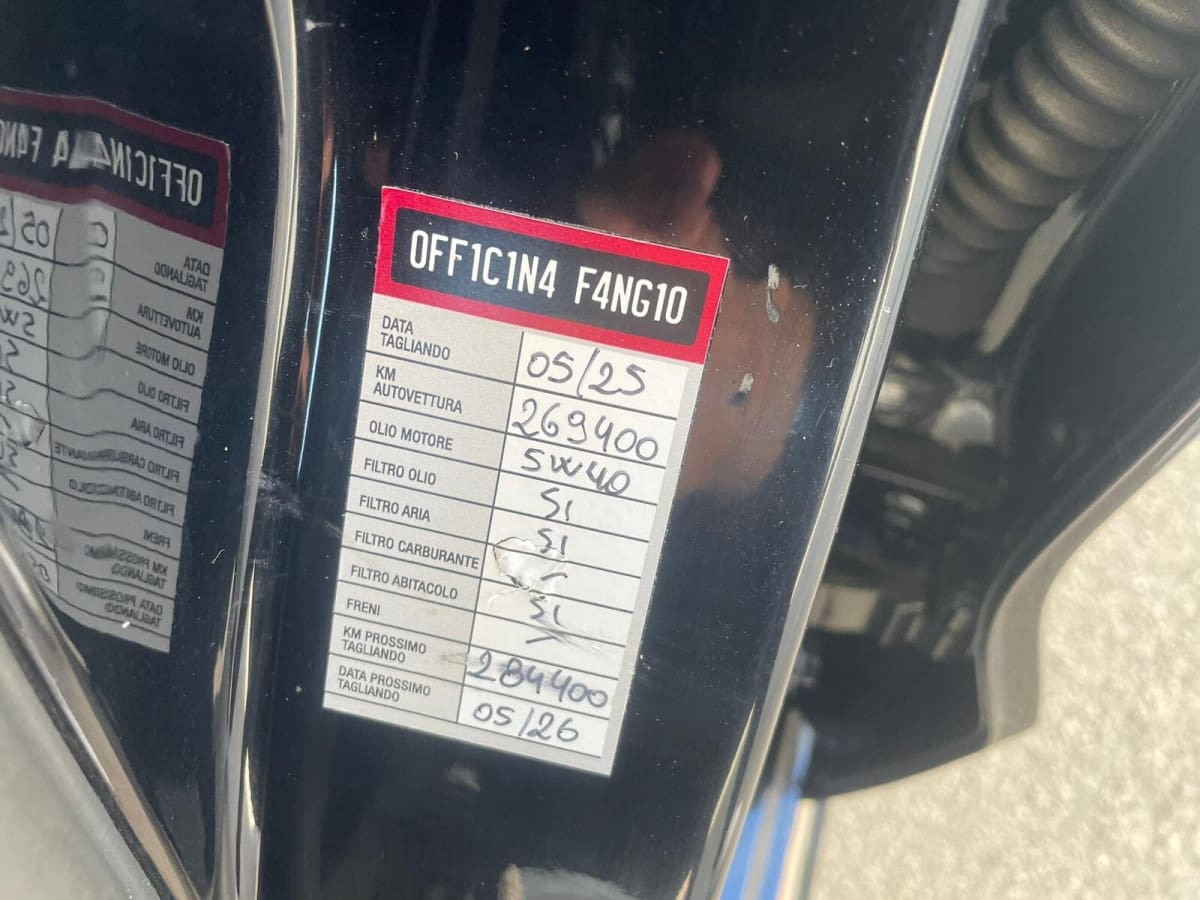 OFF1C1N4 F4NG10
DATA TAGLIANDO 05/25
KM AUTOVETTURA 269400
OLIO MOTORE 5W40
FILTRO OLIO SI
FILTRO ARIA SI
FILTRO CARBURANTE –
FILTRO ABITACOLO SI
FRENI
KM PROSSIMO TAGLIANDO 284400
DATA PROSSIMO TAGLIANDO 05/26